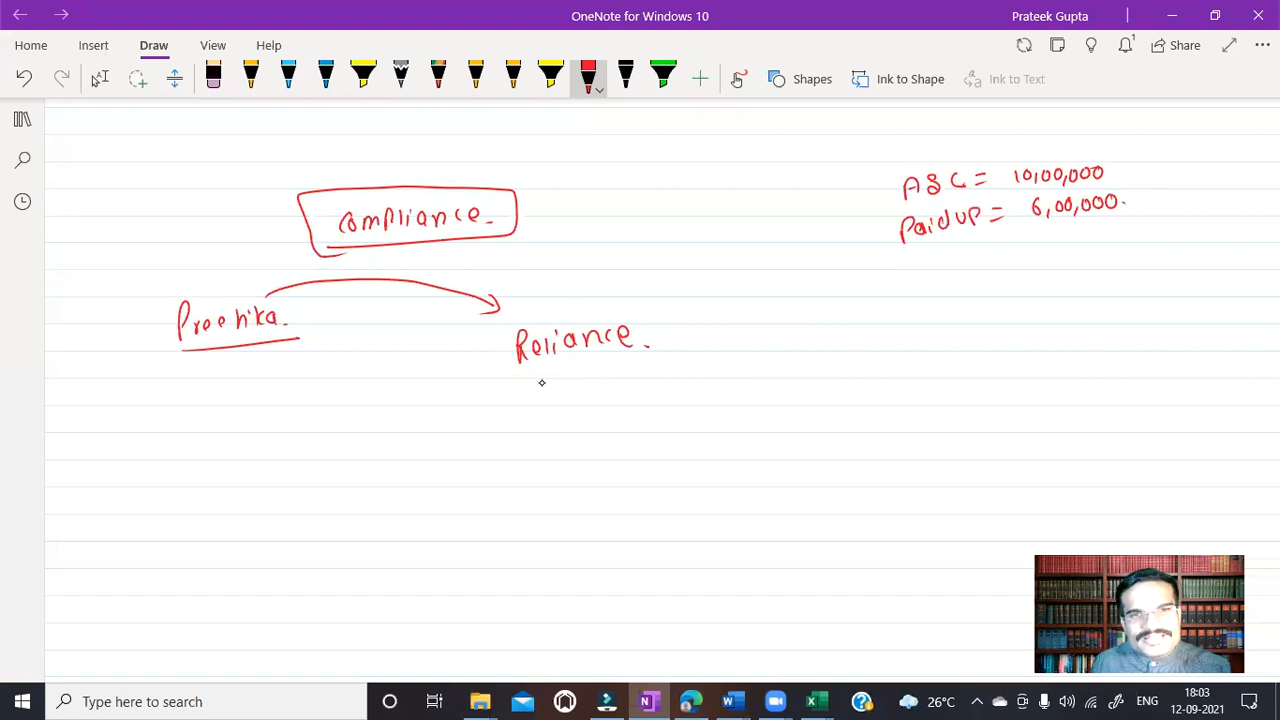 OneNote for Windows 10
Prateek Gupta
Home Insert Draw View Help
Share
Shapes
Ink to Shape
Ink to Text
ASC = 10,00,000
Paid up = 6,00,000.
Compliance.
Preetika.
Reliance.
Type here to search
26°C
ENG
18:03
12-09-2021